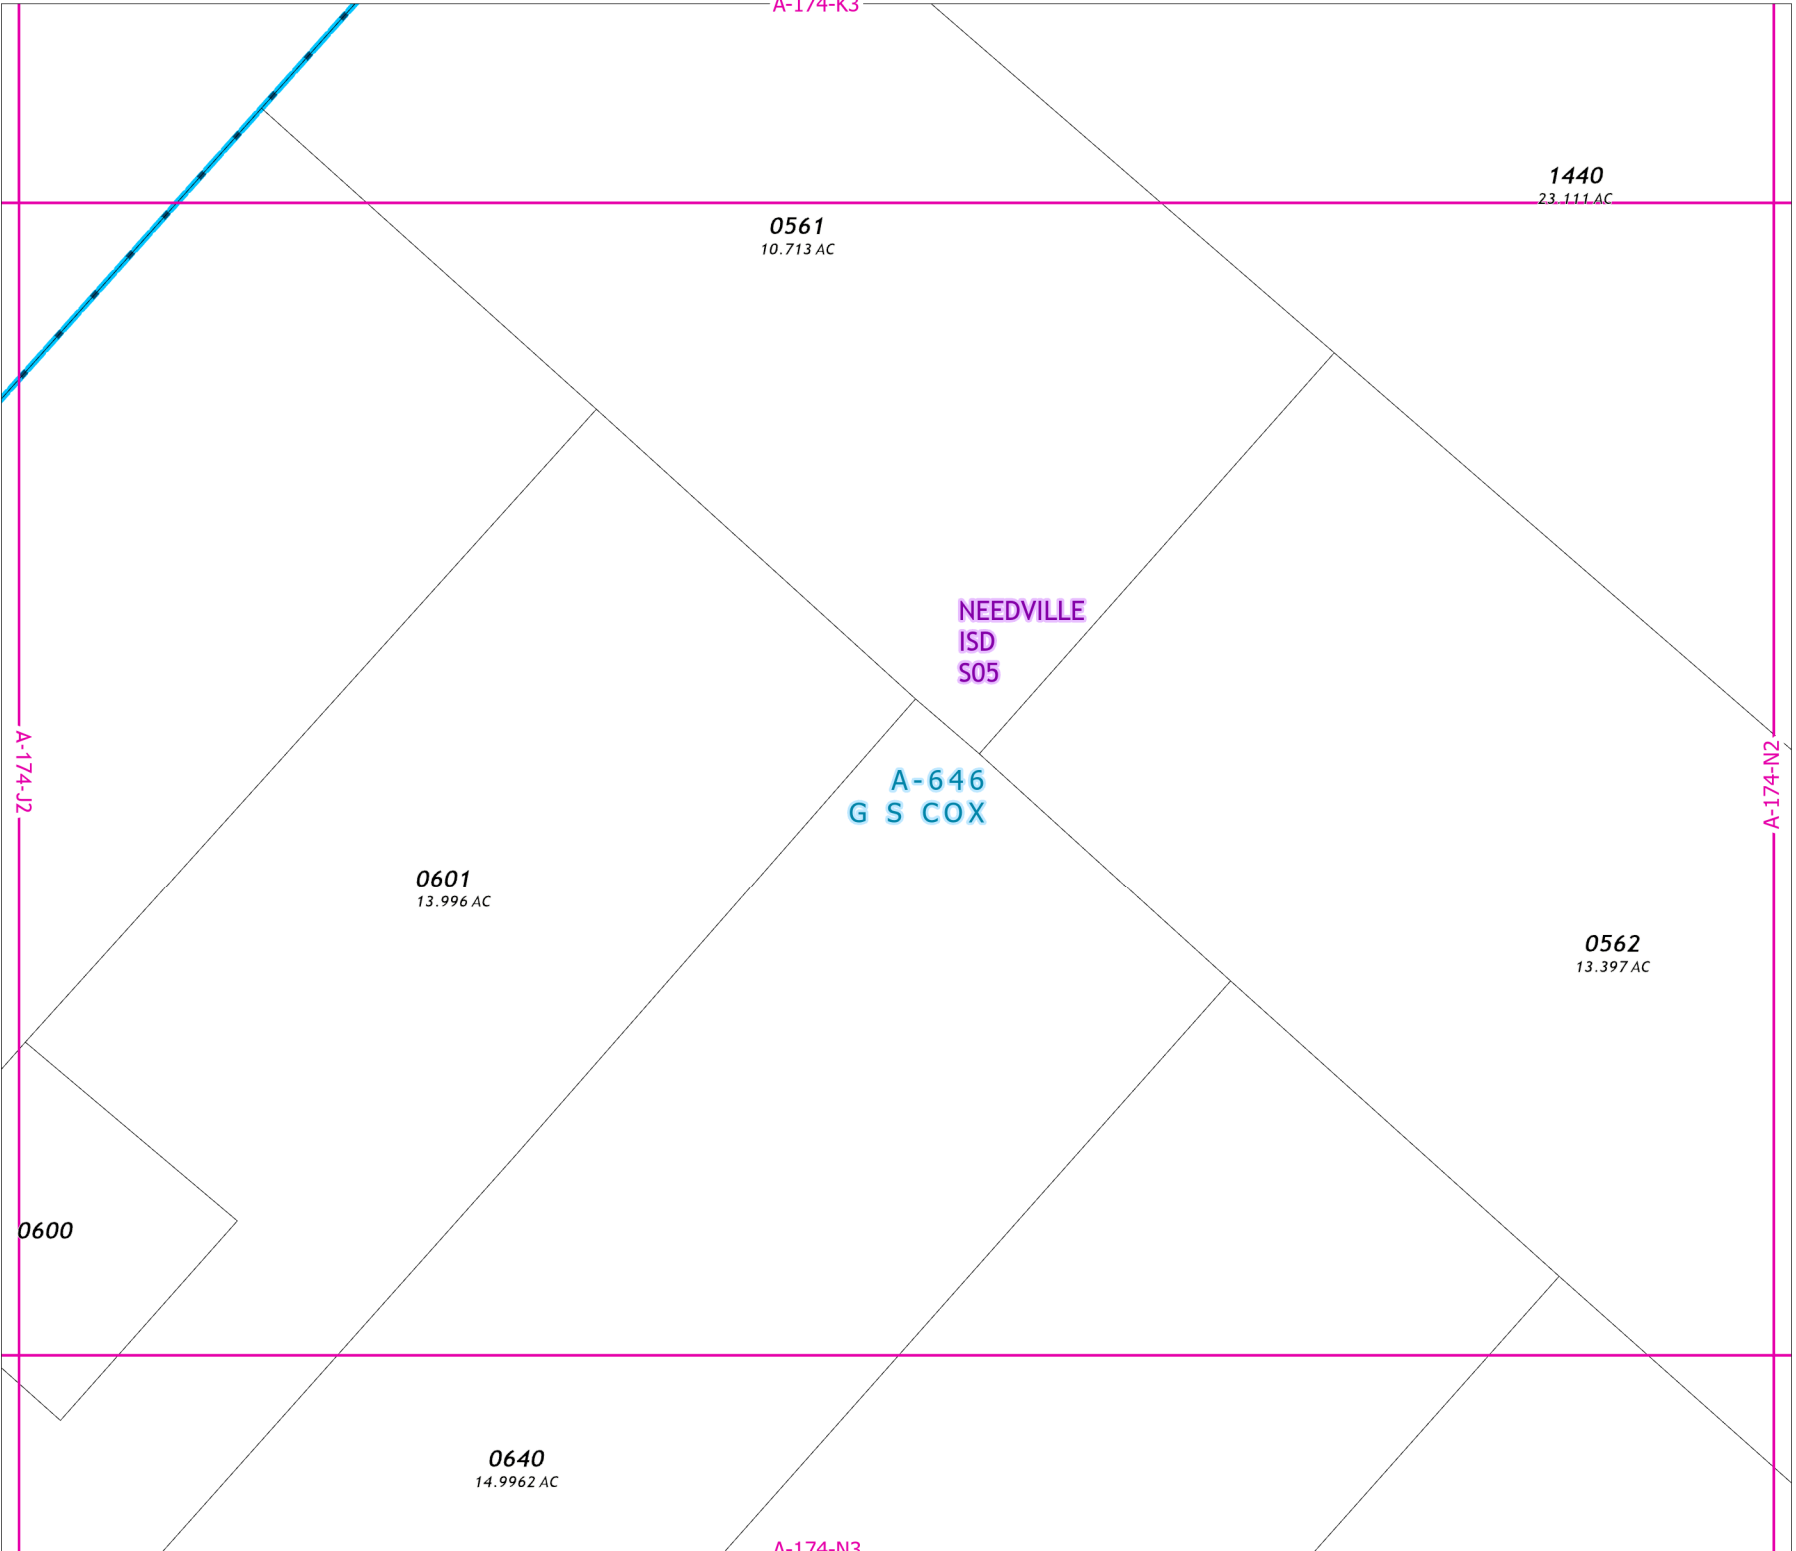 A-174-K3
1440
23.111 AC
0561
10.713 AC
NEEDVILLE
ISD
S05
A-174-J2
A-174-N2
A-646
G S COX
0601
13.996 AC
0562
13.397 AC
0600
0640
14.9962 AC
A-174-N3